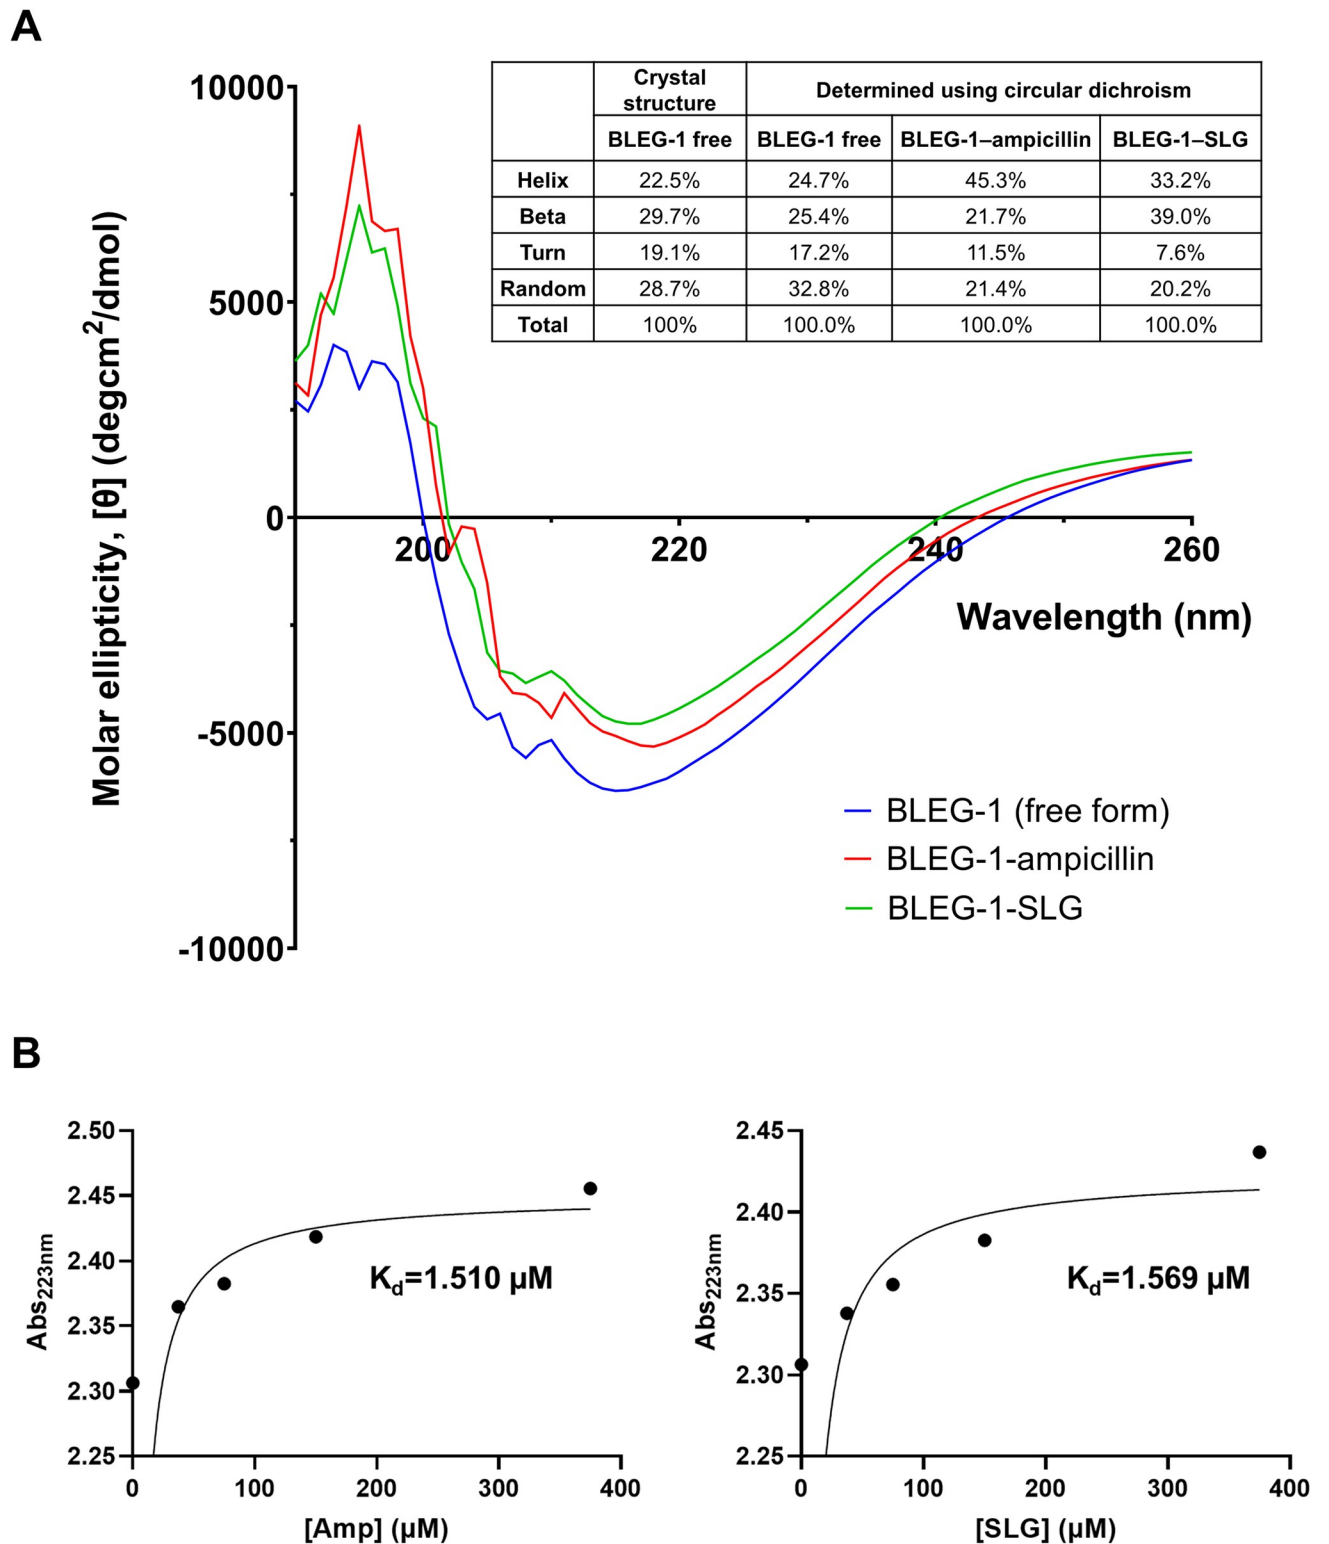 A
Crystal structure
Determined using circular dichroism
BLEG-1 free
BLEG-1 free
BLEG-1–ampicillin
BLEG-1–SLG
Helix 22.5% 24.7% 45.3% 33.2%
Beta 29.7% 25.4% 21.7% 39.0%
Turn 19.1% 17.2% 11.5% 7.6%
Random 28.7% 32.8% 21.4% 20.2%
Total 100% 100.0% 100.0% 100.0%
Molar ellipticity, [θ] (degcm²/dmol)
10000
5000
0
-5000
-10000
200 220 240 260
Wavelength (nm)
BLEG-1 (free form)
BLEG-1-ampicillin
BLEG-1-SLG
B
Abs223nm
2.50
2.45
2.40
2.35
2.30
2.25
Kd=1.510 µM
0 100 200 300 400
[Amp] (µM)
Abs223nm
2.45
2.40
2.35
2.30
2.25
Kd=1.569 µM
0 100 200 300 400
[SLG] (µM)